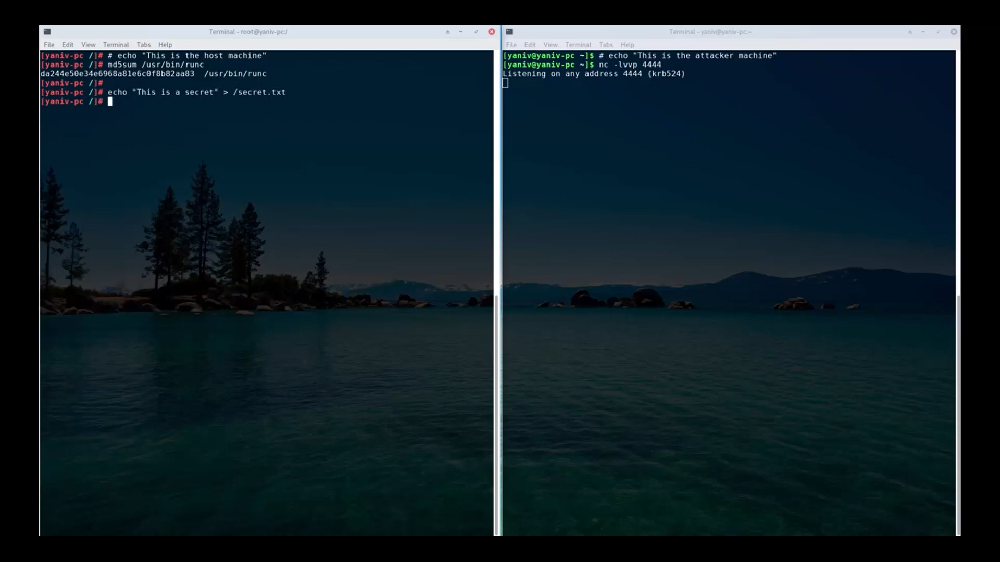 Terminal - root@yaniv-pc:/
File Edit View Terminal Tabs Help
[yaniv-pc /]# # echo "This is the host machine"
[yaniv-pc /]# md5sum /usr/bin/runc
da244e50e34e6968a81e6c0f8b82aa83  /usr/bin/runc
[yaniv-pc /]#
[yaniv-pc /]# echo "This is a secret" > /secret.txt
[yaniv-pc /]#
Terminal - yaniv@yaniv-pc:~
File Edit View Terminal Tabs Help
[yaniv@yaniv-pc ~]$ # echo "This is the attacker machine"
[yaniv@yaniv-pc ~]$ nc -lvvp 4444
Listening on any address 4444 (krb524)